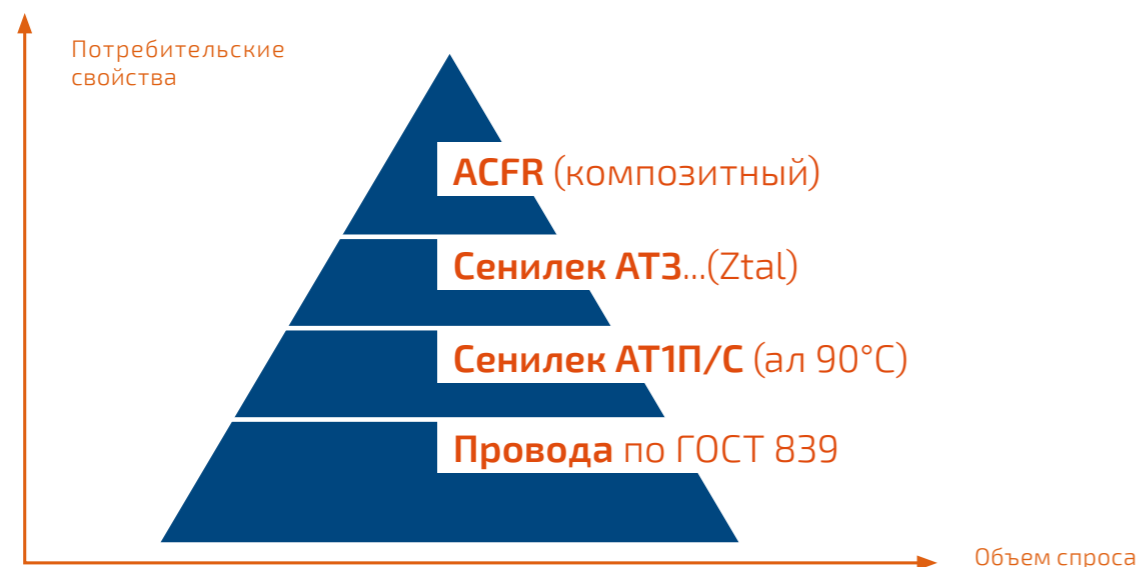 Потребительские
свойства
ACFR (композитный)
Сенилек АТ3...(Ztal)
Сенилек АТ1П/С (ал 90°C)
Провода по ГОСТ 839
Объем спроса